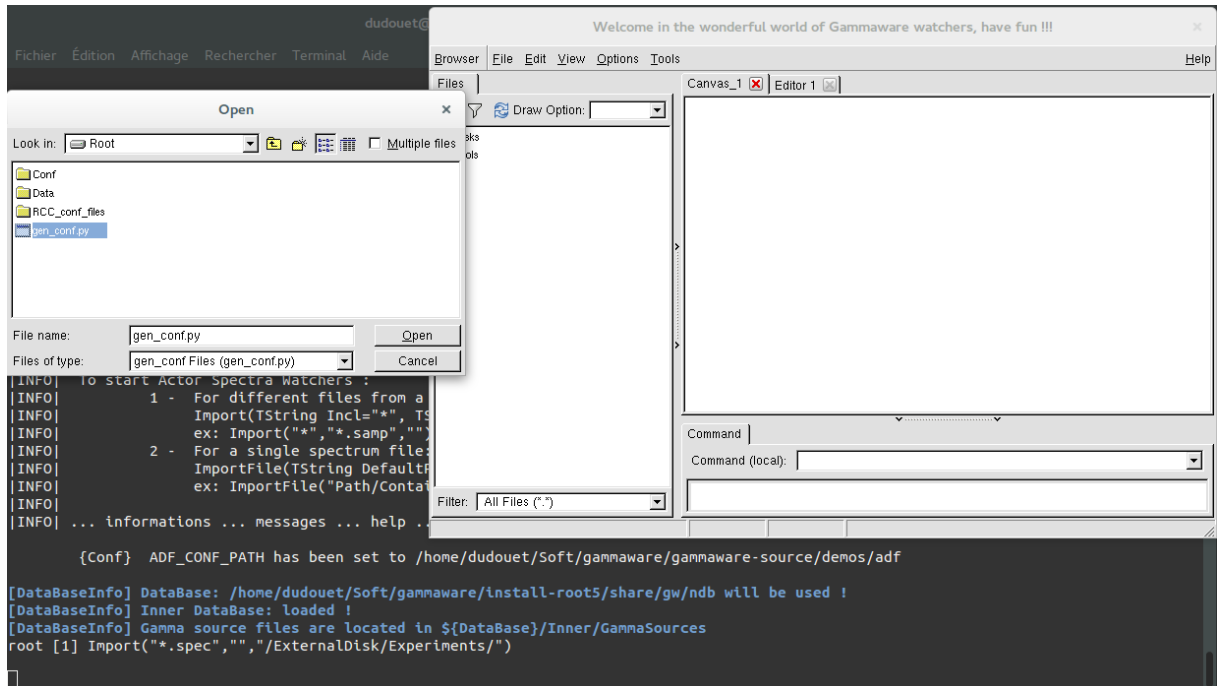 dudouet@
Fichier Édition Affichage Rechercher Terminal Aide
Welcome in the wonderful world of Gammaware watchers, have fun !!!
Browser File Edit View Options Tools Help
Files
Draw Option:
Canvas_1 Editor 1
Open
Look in: Root Multiple files
Conf
Data
RCC_conf_files
gen_conf.py
File name: gen_conf.py Open
Files of type: gen_conf Files (gen_conf.py) Cancel
|INFO| To start Actor Spectra Watchers :
|INFO| 1 - For different files from a
|INFO| Import(TString Incl="*", TS
|INFO| ex: Import("*","*.samp","")
|INFO| 2 - For a single spectrum file:
|INFO| ImportFile(TString DefaultF
|INFO| ex: ImportFile("Path/Contai
|INFO|
|INFO| ... informations ... messages ... help ..
Filter: All Files (*.*)
Command
Command (local):
{Conf} ADF_CONF_PATH has been set to /home/dudouet/Soft/gammaware/gammaware-source/demos/adf
[DataBaseInfo] DataBase: /home/dudouet/Soft/gammaware/install-root5/share/gw/ndb will be used !
[DataBaseInfo] Inner DataBase: loaded !
[DataBaseInfo] Gamma source files are located in ${DataBase}/Inner/GammaSources
root [1] Import("*.spec","","/ExternalDisk/Experiments/")